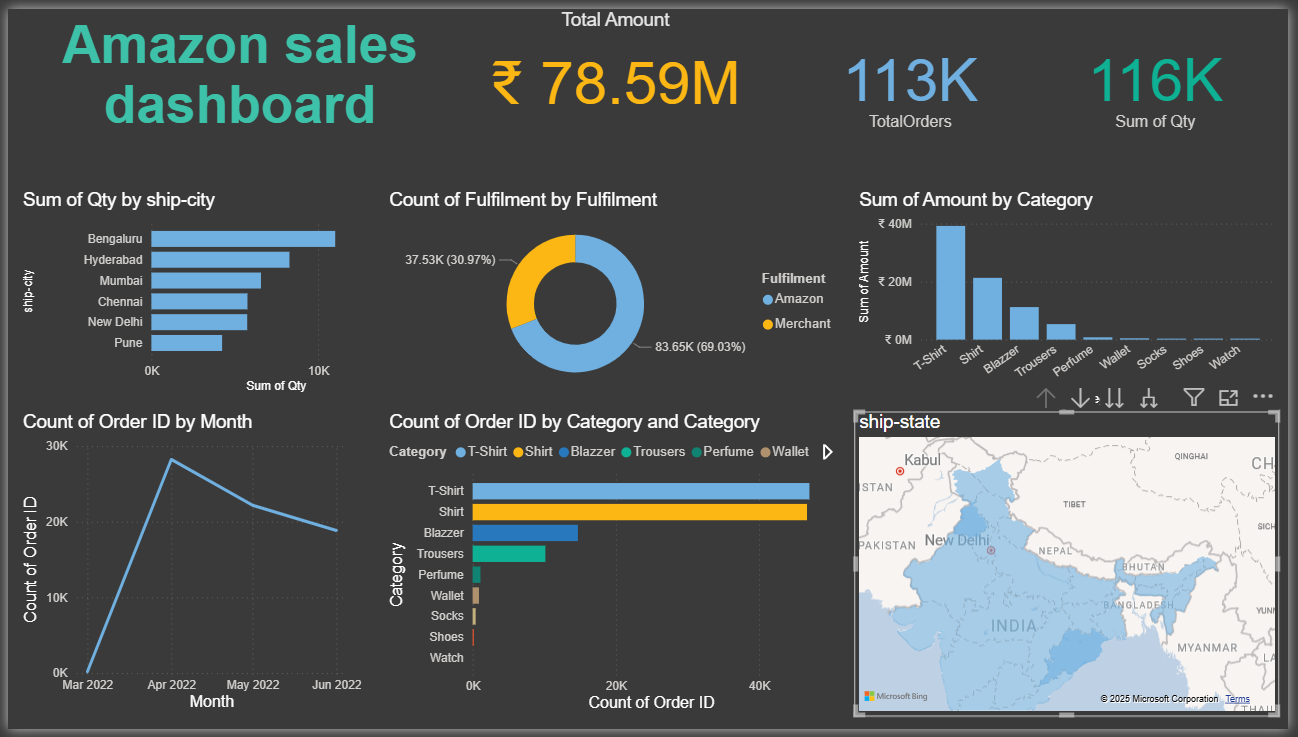 Amazon sales
dashboard
Total Amount
₹ 78.59M
113K
TotalOrders
116K
Sum of Qty
Sum of Qty by ship-city
ship-city
Bengaluru
Hyderabad
Mumbai
Chennai
New Delhi
Pune
0K
10K
Sum of Qty
Count of Fulfilment by Fulfilment
37.53K (30.97%)
83.65K (69.03%)
Fulfilment
Amazon
Merchant
Sum of Amount by Category
Sum of Amount
₹ 40M
₹ 20M
₹ 0M
T-Shirt
Shirt
Blazzer
Trousers
Perfume
Wallet
Socks
Shoes
Watch
Count of Order ID by Month
Count of Order ID
30K
20K
10K
0K
Mar 2022
Apr 2022
May 2022
Jun 2022
Month
Count of Order ID by Category and Category
Category
T-Shirt
Shirt
Blazzer
Trousers
Perfume
Wallet
Category
T-Shirt
Shirt
Blazzer
Trousers
Perfume
Wallet
Socks
Shoes
Watch
0K
20K
40K
Count of Order ID
ship-state
Kabul
QINGHAI
CH
ISTAN
TIBET
SICH
New Delhi
PAKISTAN
NEPAL
BHUTAN
BANGLADESH
YUNN
INDIA
MYANMAR
LA
THAIL
Microsoft Bing
© 2025 Microsoft Corporation
Terms